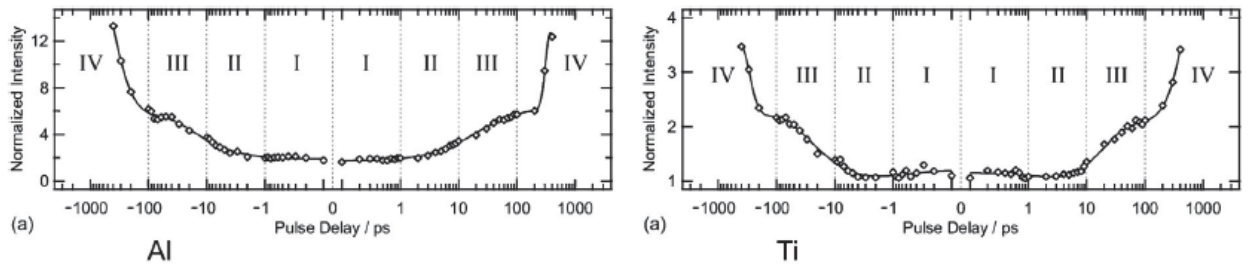 12
8
4
0
Normalized Intensity
IV III II I I II III IV
-1000 -100 -10 -1 0 1 10 100 1000
Pulse Delay / ps
(a)
Al
4
3
2
1
Normalized Intensity
IV III II I I II III IV
-1000 -100 -10 -1 0 1 10 100 1000
Pulse Delay / ps
(a)
Ti